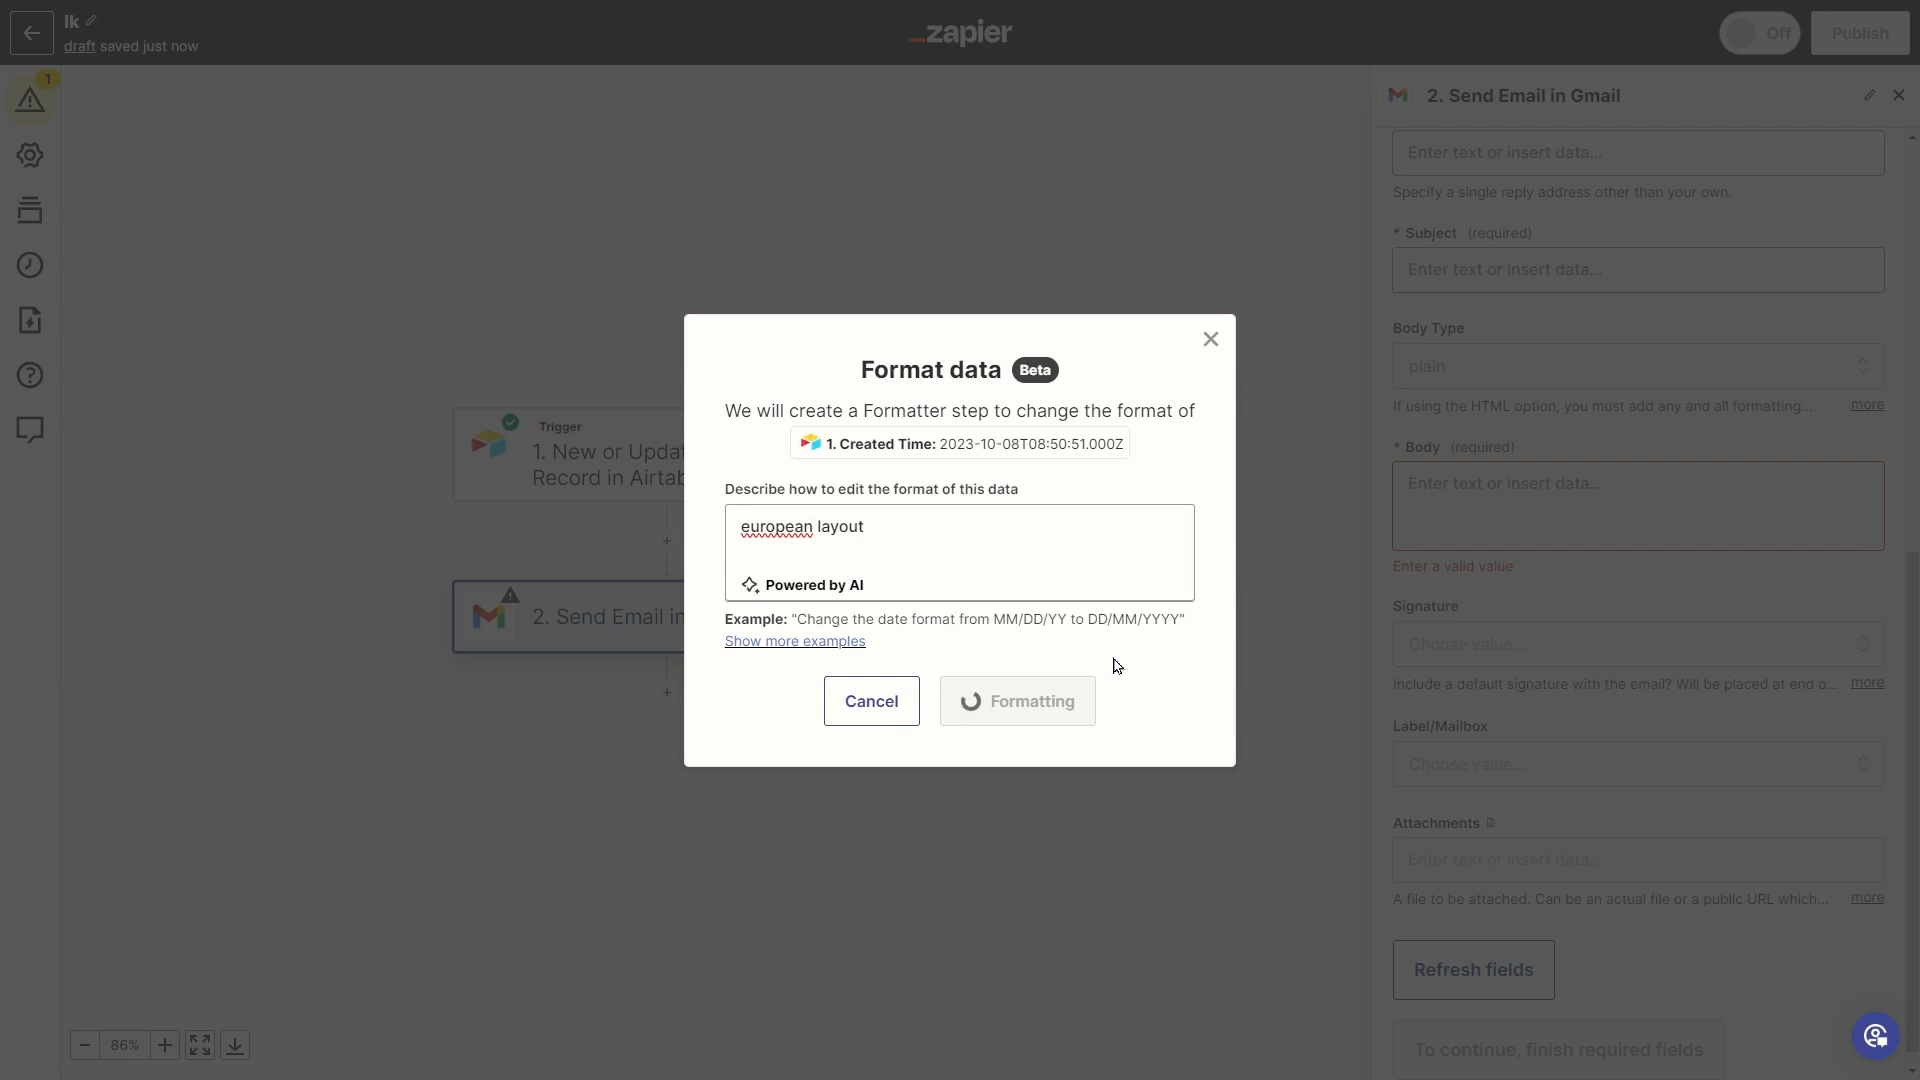 lk
draft saved just now
_zapier
Off
Publish
1
Trigger
1. New or Updat
Record in Airtab
2. Send Email in
86%
Format data Beta
We will create a Formatter step to change the format of
1. Created Time: 2023-10-08T08:50:51.000Z
Describe how to edit the format of this data
european layout
Powered by AI
Example: "Change the date format from MM/DD/YY to DD/MM/YYYY"
Show more examples
Cancel
Formatting
2. Send Email in Gmail
Enter text or insert data...
Specify a single reply address other than your own.
* Subject (required)
Enter text or insert data...
Body Type
plain
If using the HTML option, you must add any and all formatting... more
* Body (required)
Enter text or insert data...
Enter a valid value
Signature
Choose value...
Include a default signature with the email? Will be placed at end o... more
Label/Mailbox
Choose value...
Attachments
Enter text or insert data...
A file to be attached. Can be an actual file or a public URL which... more
Refresh fields
To continue, finish required fields